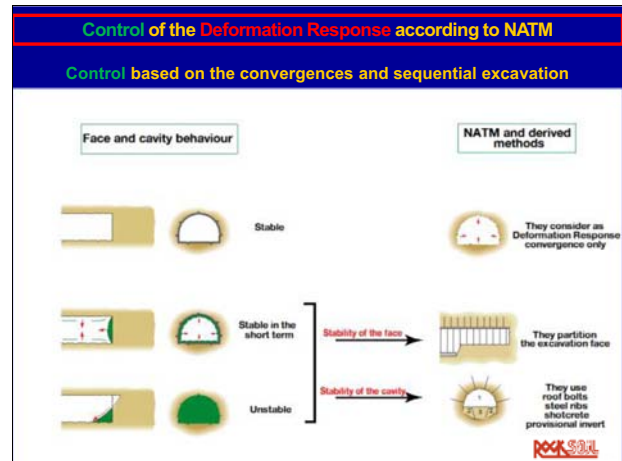 Control of the Deformation Response according to NATM
Control based on the convergences and sequential excavation
Face and cavity behaviour
NATM and derived
methods
Stable
They consider as
Deformation Response
convergence only
Stable in the
short term
Stability of the face
They partition
the excavation face
Unstable
Stability of the cavity
They use
roof bolts
steel ribs
shotcrete
provisional invert
ROCKSOIL